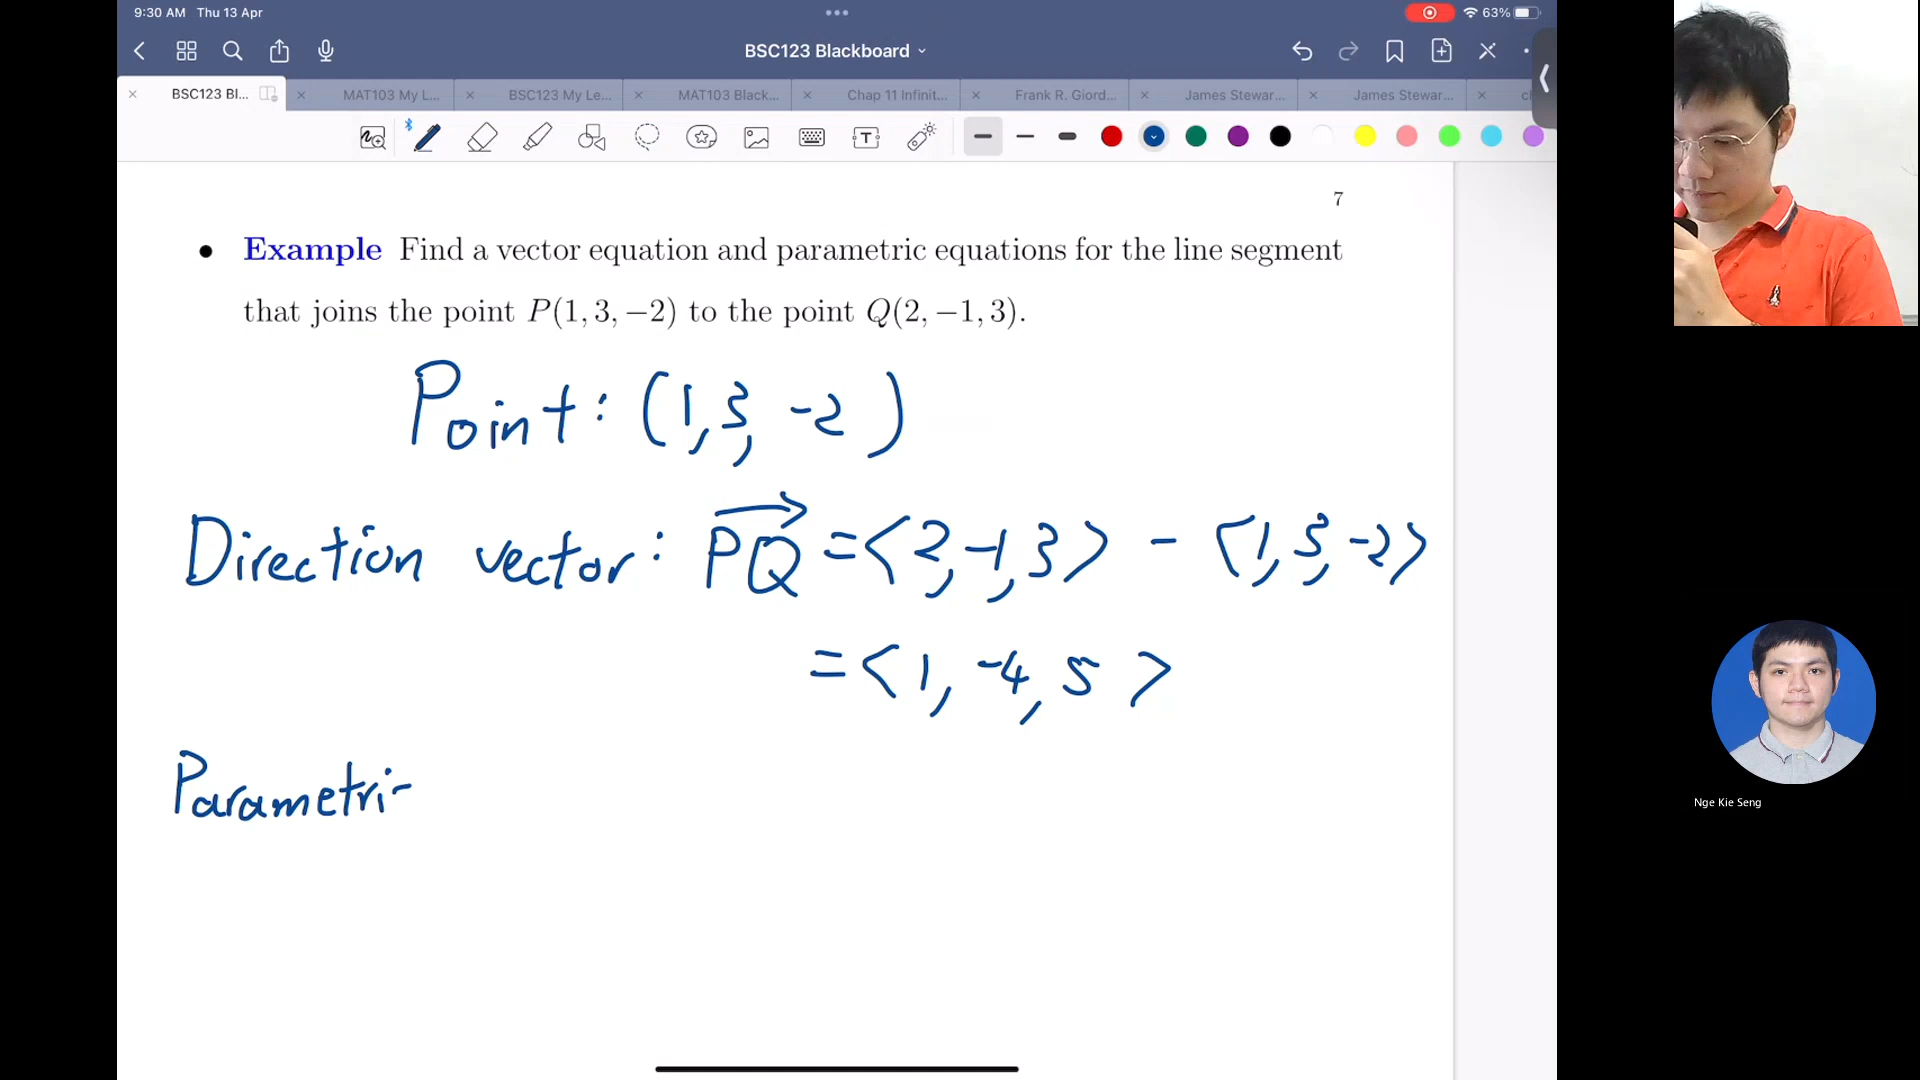 9:30 AM Thu 13 Apr
63%
BSC123 Blackboard
BSC123 Bl...
MAT103 My L...
BSC123 My Le...
MAT103 Black...
Chap 11 Infinit...
Frank R. Giord...
James Stewar...
James Stewar...
7
• Example Find a vector equation and parametric equations for the line segment
that joins the point P(1, 3, −2) to the point Q(2, −1, 3).
Point: (1, 3, -2)
Direction vector: PQ = <2, -1, 3> - <1, 3, -2>
= <1, -4, 5>
Parametri-
Nge Kie Seng